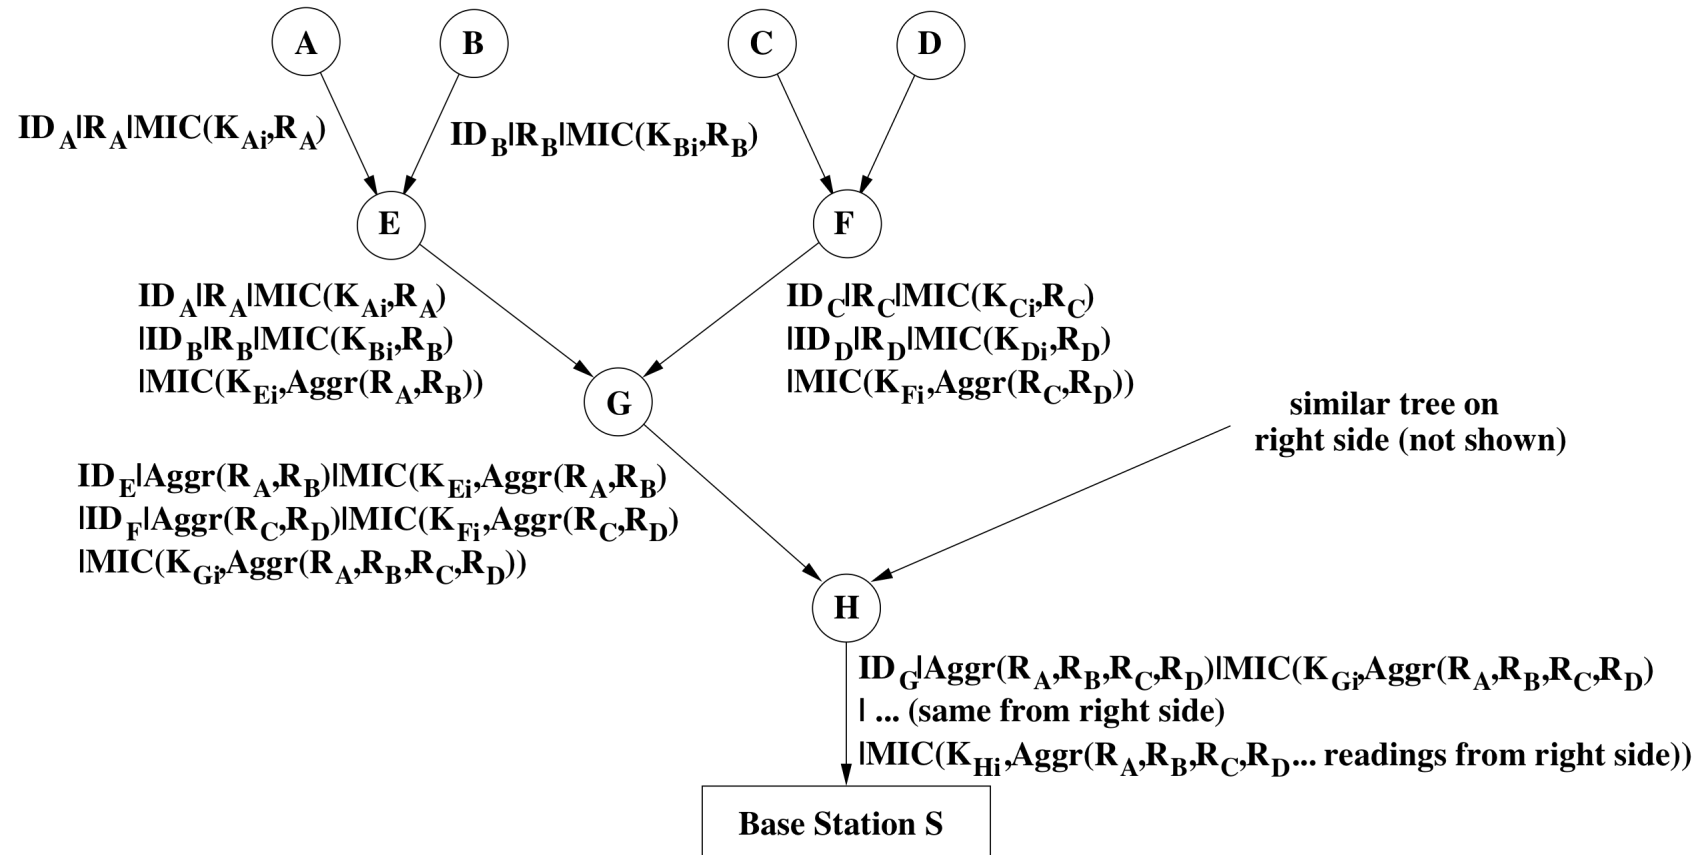 A
B
C
D
ID_A|R_A|MIC(K_Ai,R_A)
ID_B|R_B|MIC(K_Bi,R_B)
E
F
ID_A|R_A|MIC(K_Ai,R_A)
|ID_B|R_B|MIC(K_Bi,R_B)
|MIC(K_Ei,Aggr(R_A,R_B))
ID_C|R_C|MIC(K_Ci,R_C)
|ID_D|R_D|MIC(K_Di,R_D)
|MIC(K_Fi,Aggr(R_C,R_D))
G
similar tree on
right side (not shown)
ID_E|Aggr(R_A,R_B)|MIC(K_Ei,Aggr(R_A,R_B)
|ID_F|Aggr(R_C,R_D)|MIC(K_Fi,Aggr(R_C,R_D)
|MIC(K_Gi,Aggr(R_A,R_B,R_C,R_D))
H
ID_G|Aggr(R_A,R_B,R_C,R_D)|MIC(K_Gi,Aggr(R_A,R_B,R_C,R_D)
| ... (same from right side)
|MIC(K_Hi,Aggr(R_A,R_B,R_C,R_D... readings from right side))
Base Station S